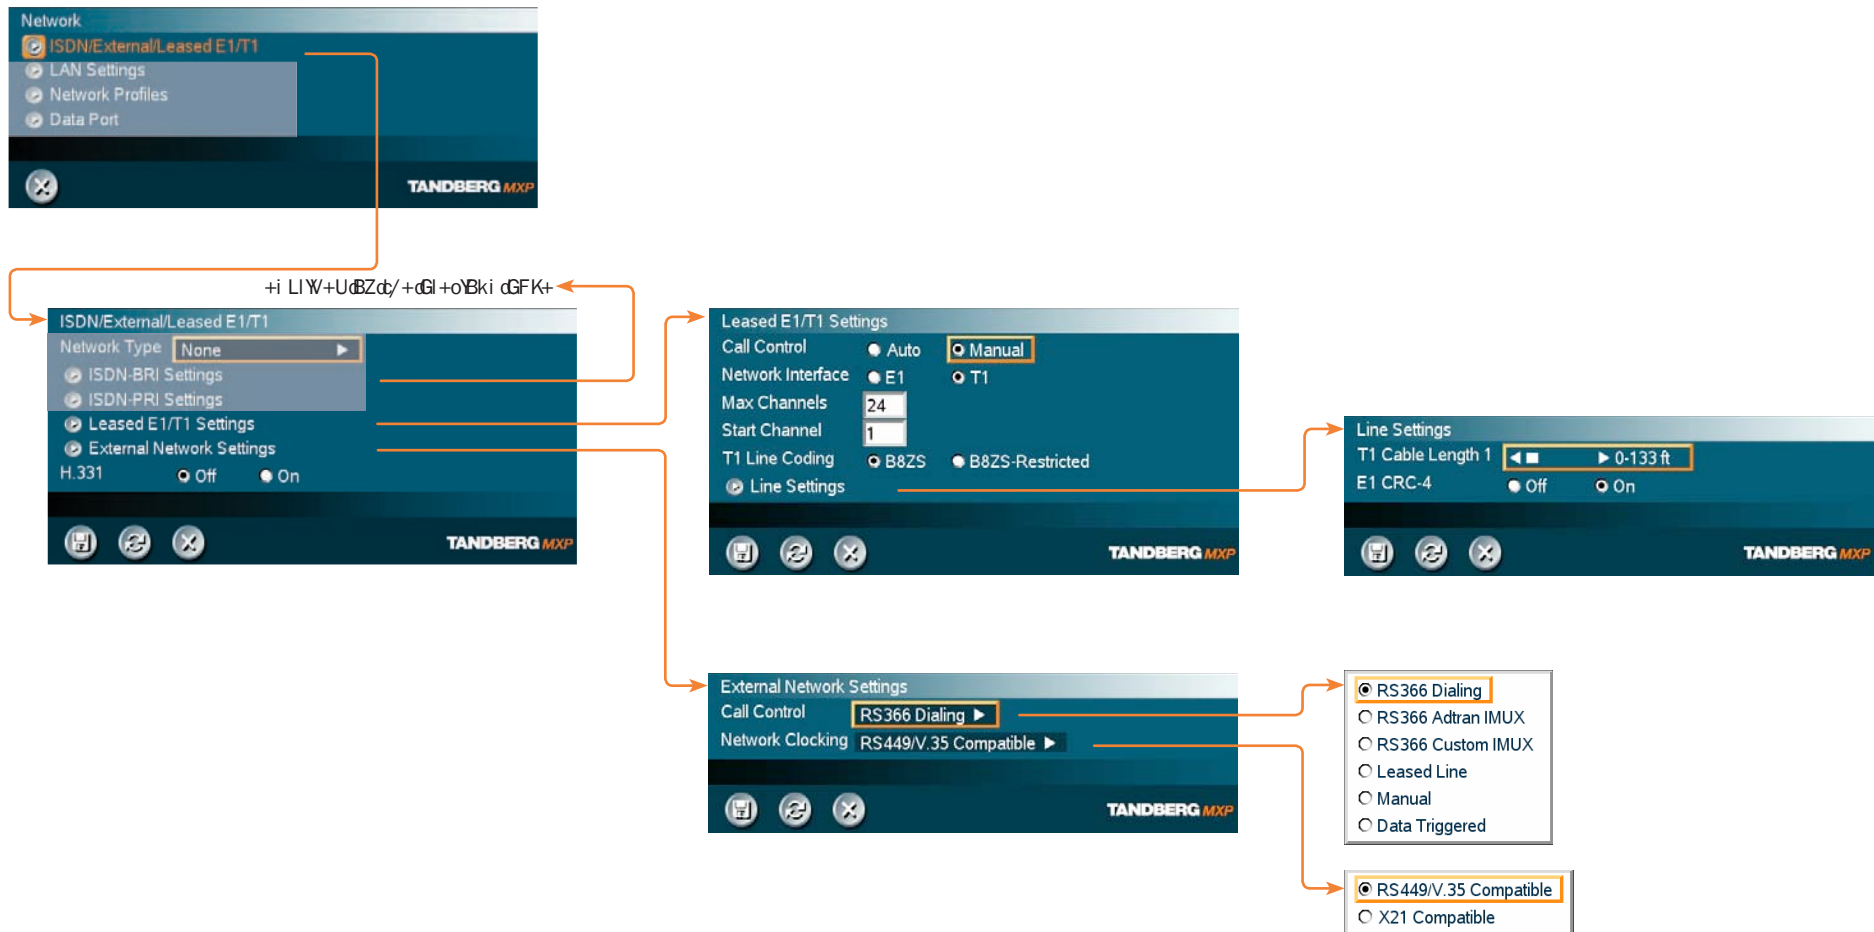 Network
ISDN/External/Leased E1/T1
LAN Settings
Network Profiles
Data Port
TANDBERG MXP
ISDN/External/Leased E1/T1
Network Type None
ISDN-BRI Settings
ISDN-PRI Settings
Leased E1/T1 Settings
External Network Settings
H.331 Off On
TANDBERG MXP
Leased E1/T1 Settings
Call Control Auto Manual
Network Interface E1 T1
Max Channels 24
Start Channel 1
T1 Line Coding B8ZS B8ZS-Restricted
Line Settings
TANDBERG MXP
Line Settings
T1 Cable Length 1 0-133 ft
E1 CRC-4 Off On
TANDBERG MXP
External Network Settings
Call Control RS366 Dialing
Network Clocking RS449/V.35 Compatible
TANDBERG MXP
RS366 Dialing
RS366 Adtran IMUX
RS366 Custom IMUX
Leased Line
Manual
Data Triggered
RS449/V.35 Compatible
X21 Compatible